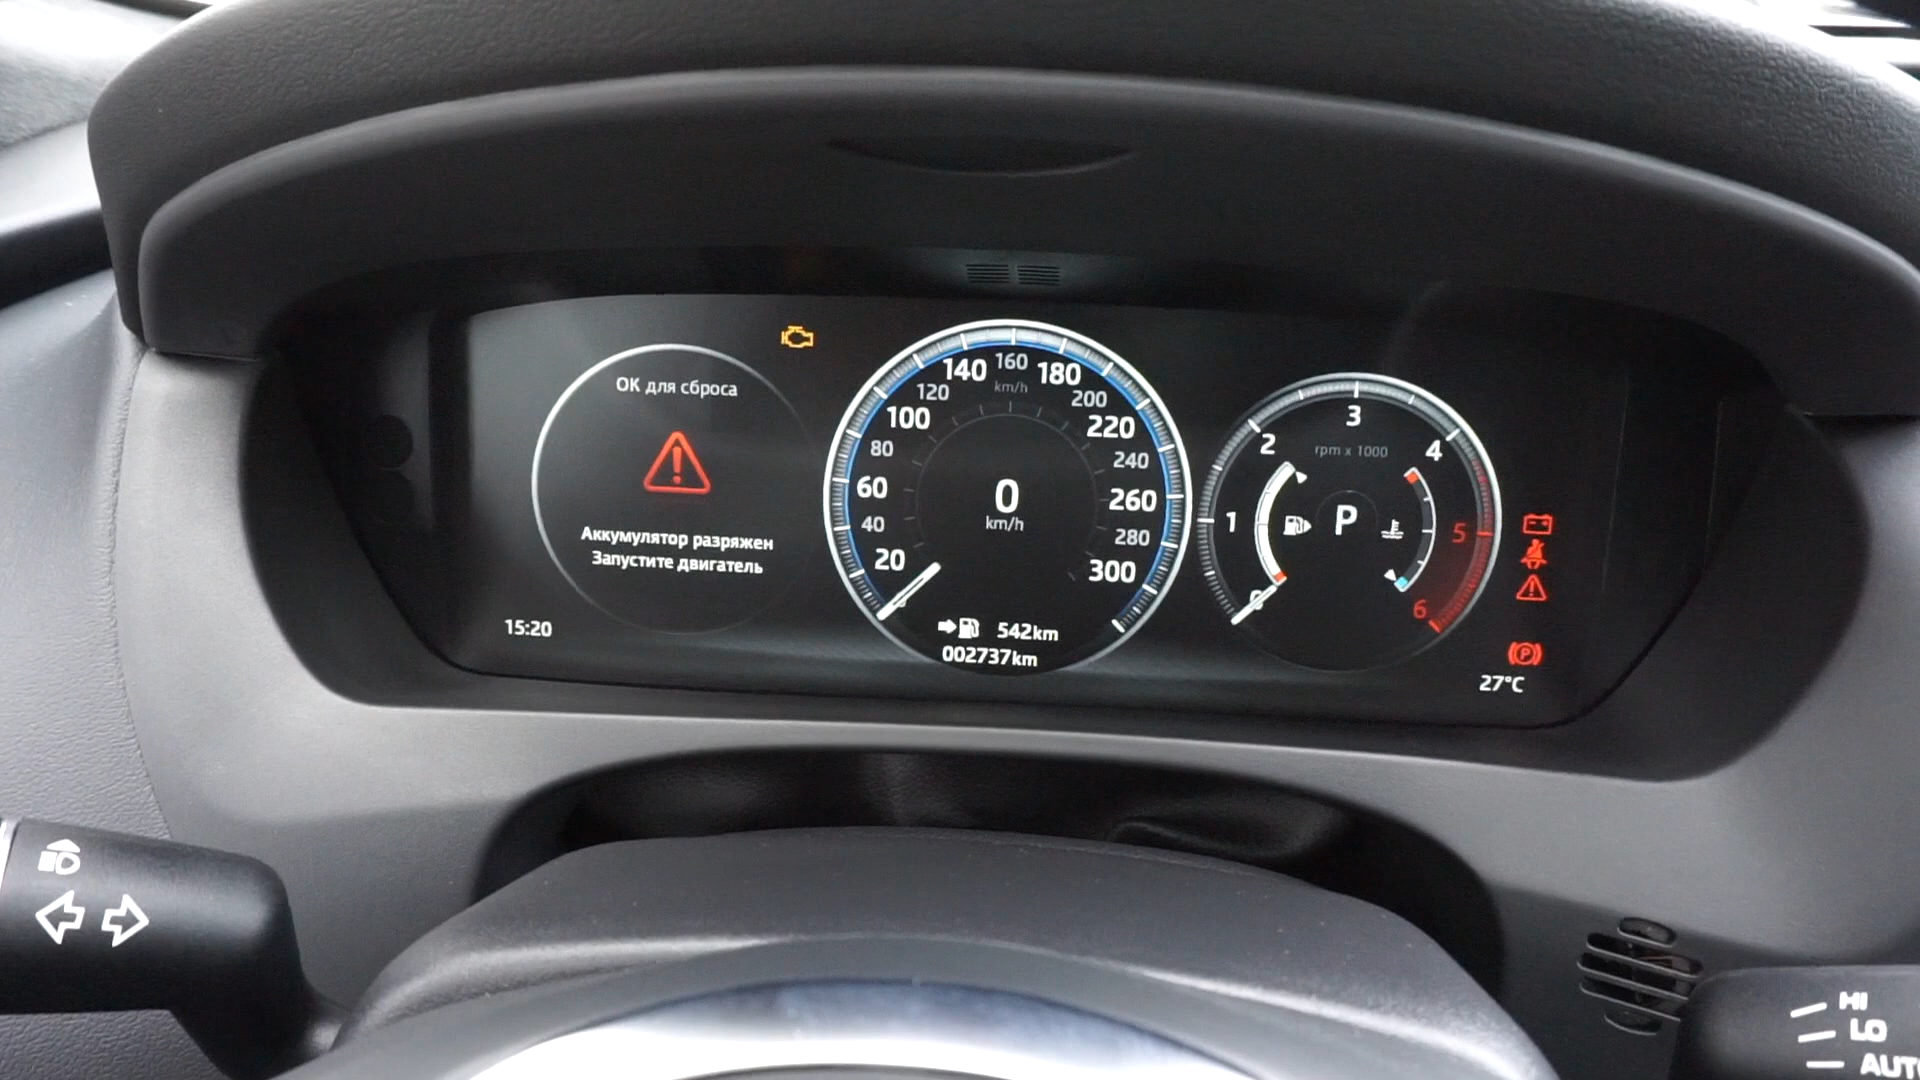 ОК для сброса
Аккумулятор разряжен
Запустите двигатель
15:20
20
40
60
80
100
120
140
160
180
200
220
240
260
280
300
km/h
0
km/h
542km
002737km
0
1
2
3
4
5
6
rpm x 1000
P
P
27°C
HI
LO
AUTO